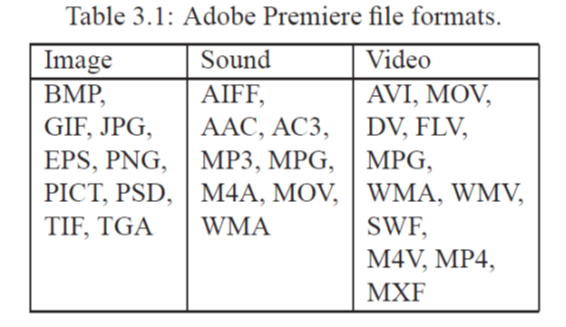 Table 3.1: Adobe Premiere file formats.
Image Sound Video
BMP, AIFF, AVI, MOV,
GIF, JPG, AAC, AC3, DV, FLV,
EPS, PNG, MP3, MPG, MPG,
PICT, PSD, M4A, MOV, WMA, WMV,
TIF, TGA WMA SWF,
M4V, MP4,
MXF